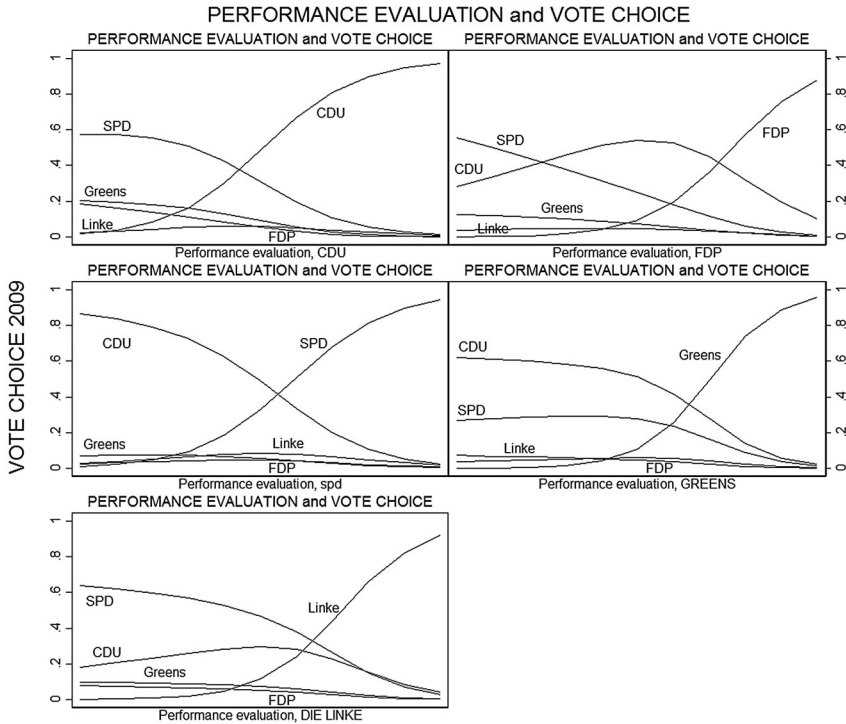 PERFORMANCE EVALUATION and VOTE CHOICE
VOTE CHOICE 2009
PERFORMANCE EVALUATION and VOTE CHOICE
1
.8
.6
.4
.2
0
SPD
CDU
Greens
Linke
FDP
Performance evaluation, CDU
PERFORMANCE EVALUATION and VOTE CHOICE
SPD
FDP
CDU
Greens
Linke
1
.8
.6
.4
.2
0
Performance evaluation, FDP
PERFORMANCE EVALUATION and VOTE CHOICE
1
.8
.6
.4
.2
0
CDU
SPD
Greens
Linke
FDP
Performance evaluation, spd
PERFORMANCE EVALUATION and VOTE CHOICE
CDU
Greens
SPD
Linke
FDP
1
.8
.6
.4
.2
0
Performance evaluation, GREENS
PERFORMANCE EVALUATION and VOTE CHOICE
1
.8
.6
.4
.2
0
SPD
Linke
CDU
Greens
FDP
Performance evaluation, DIE LINKE